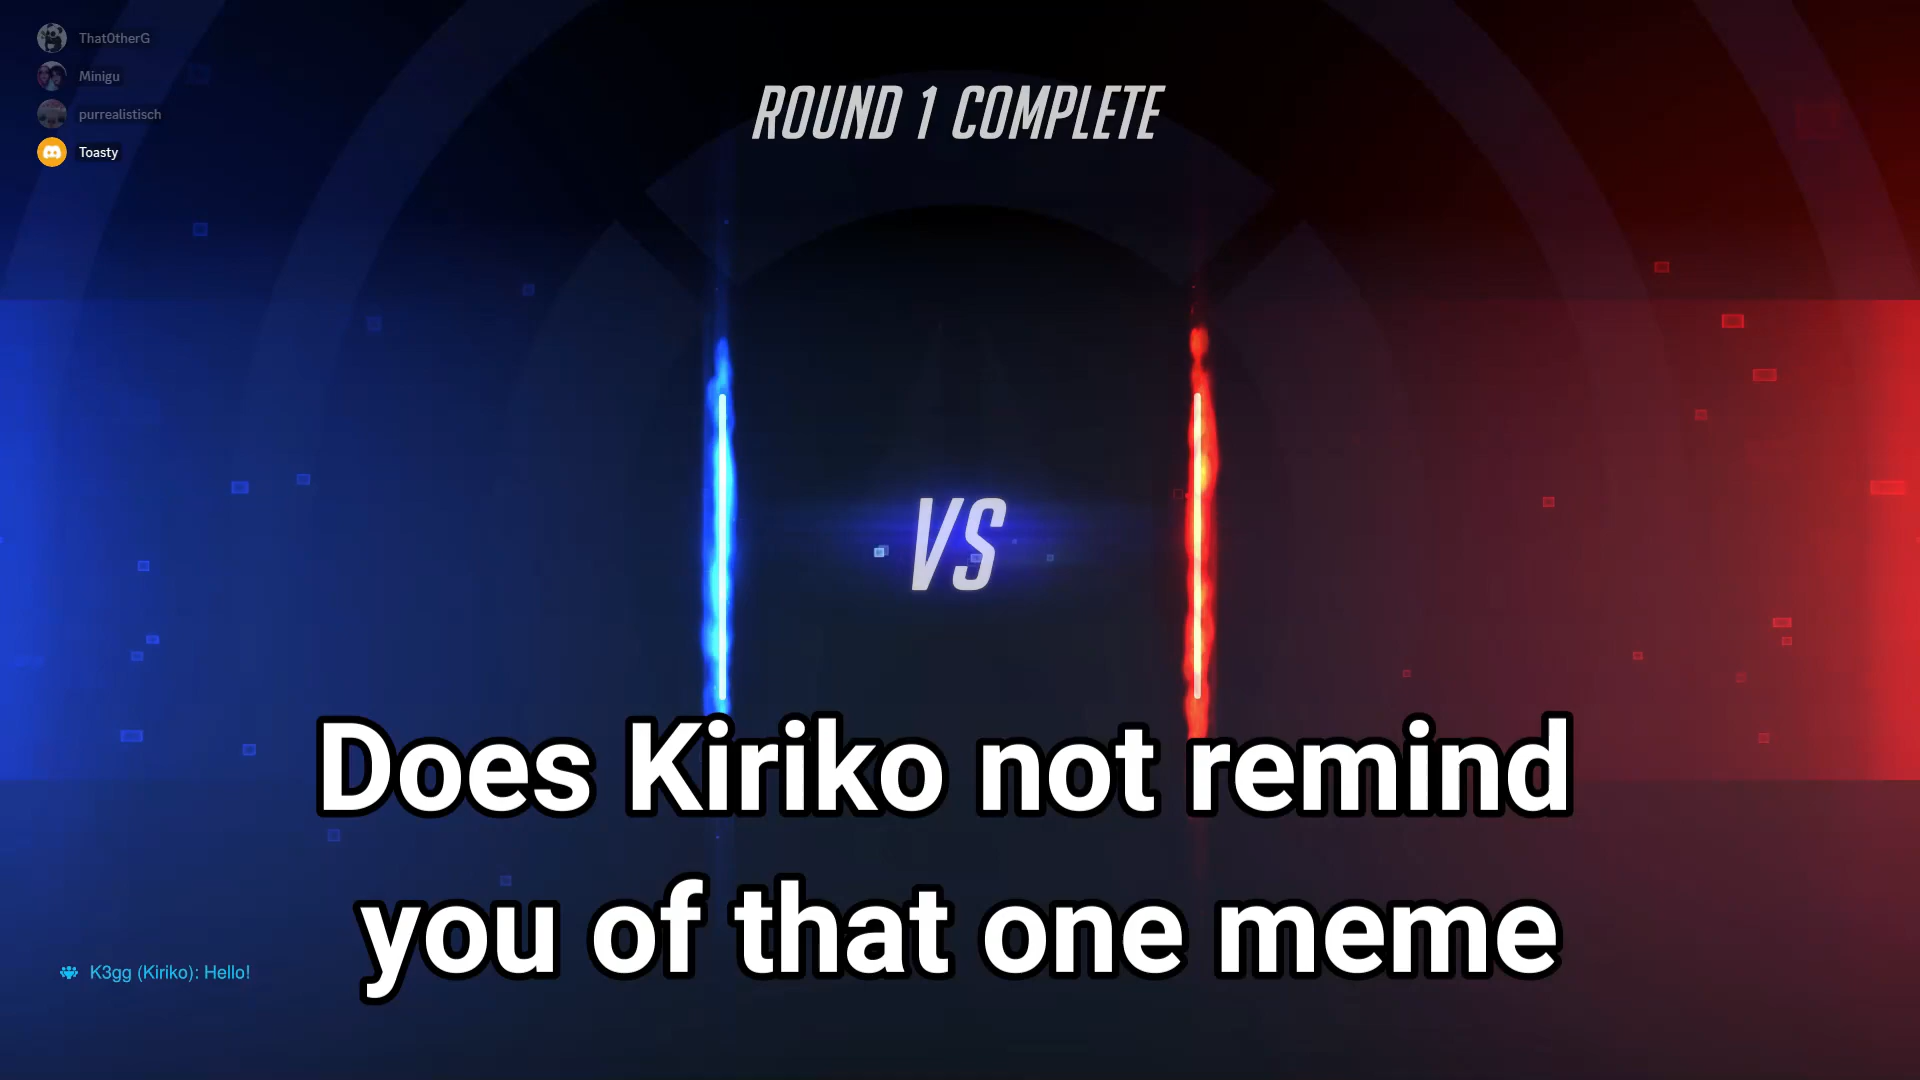 ThatOtherG
Minigu
purrealistisch
Toasty
ROUND 1 COMPLETE
VS
Does Kiriko not remind
you of that one meme
K3gg (Kiriko): Hello!